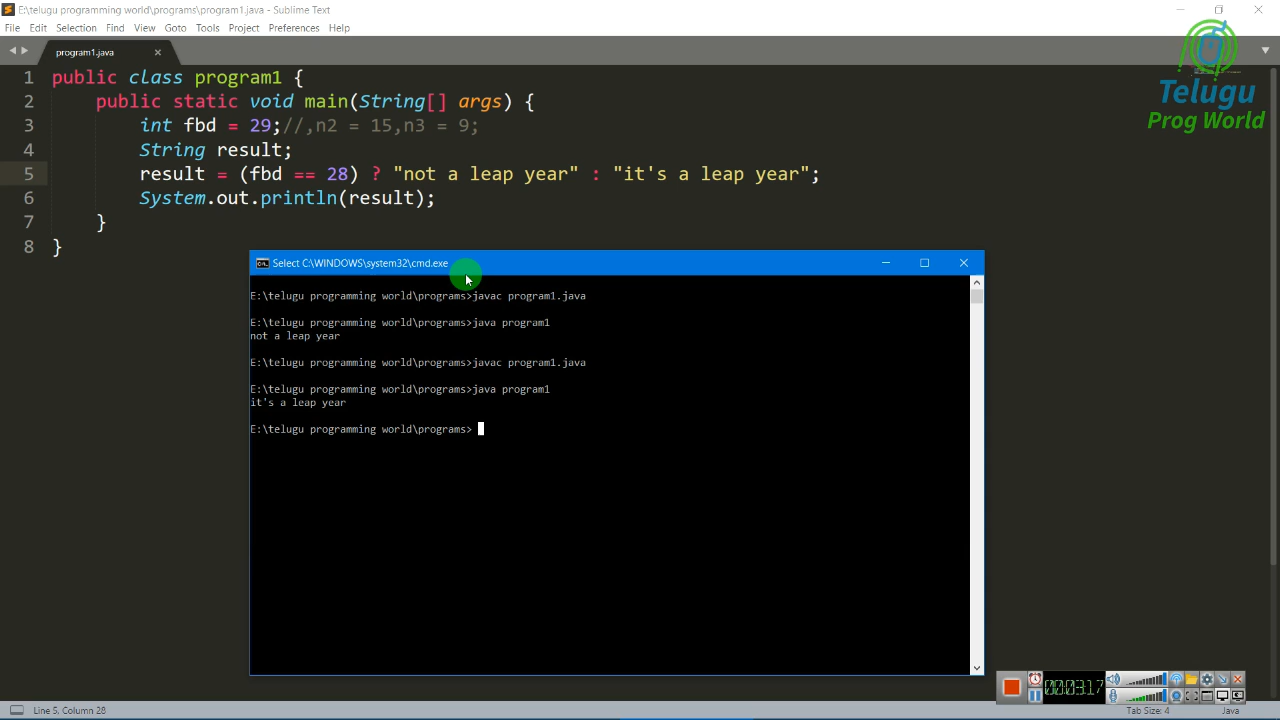 E:\telugu programming world\programs\program1.java - Sublime Text
File Edit Selection Find View Goto Tools Project Preferences Help
program1.java
Telugu
Prog World
1 public class program1 {
2 public static void main(String[] args) {
3 int fbd = 29;//,n2 = 15,n3 = 9;
4 String result;
5 result = (fbd == 28) ? "not a leap year" : "it's a leap year";
6 System.out.println(result);
7 }
8 }
Select C:\WINDOWS\system32\cmd.exe
E:\telugu programming world\programs>javac program1.java
E:\telugu programming world\programs>java program1
not a leap year
E:\telugu programming world\programs>javac program1.java
E:\telugu programming world\programs>java program1
it's a leap year
E:\telugu programming world\programs>
000:03:17
Line 5, Column 28
Tab Size: 4
Java